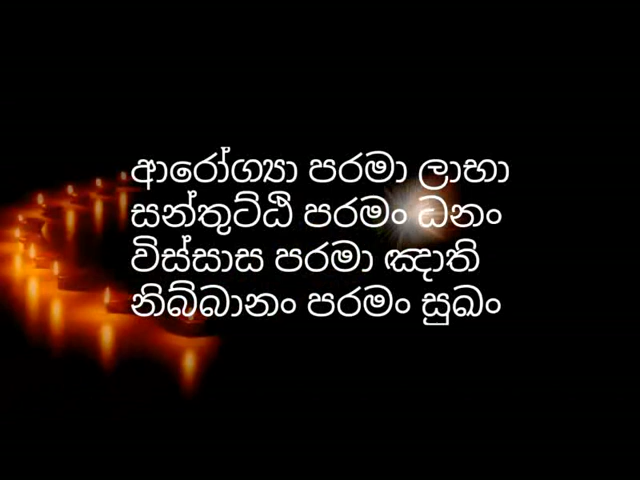 ආරෝග්‍යා පරමා ලාභා
සන්තුට්ඨි පරමං ධනං
විස්සාස පරමා ඤාති
නිබ්බානං පරමං සුඛං